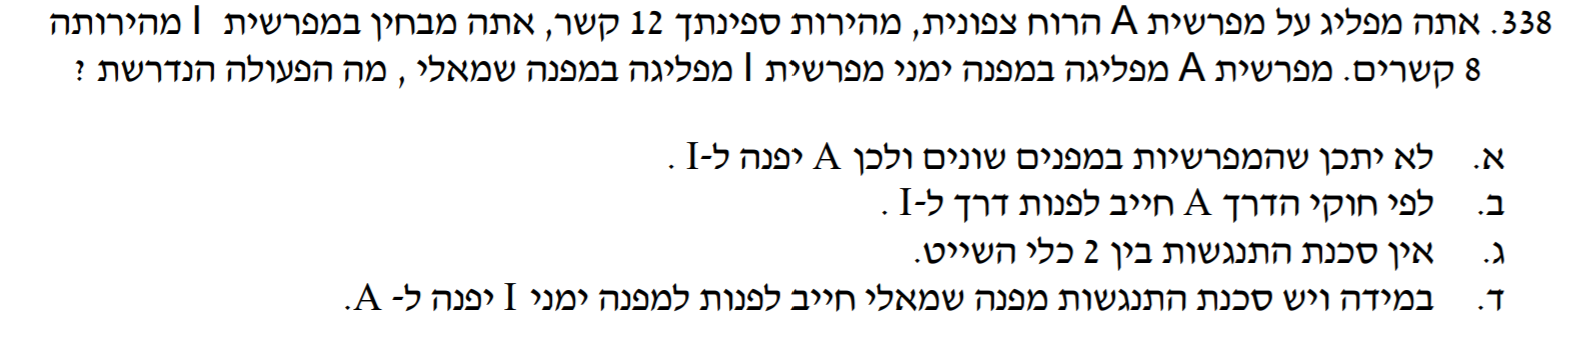 338. אתה מפליג על מפרשית A הרוח צפונית, מהירות ספינתך 12 קשר, אתה מבחין במפרשית I מהירותה
8 קשרים. מפרשית A מפליגה במפנה ימני מפרשית I מפליגה במפנה שמאלי , מה הפעולה הנדרשת ?
א. לא יתכן שהמפרשיות במפנים שונים ולכן A יפנה ל-I .
ב. לפי חוקי הדרך A חייב לפנות דרך ל-I .
ג. אין סכנת התנגשות בין 2 כלי השייט.
ד. במידה ויש סכנת התנגשות מפנה שמאלי חייב לפנות למפנה ימני I יפנה ל- A.